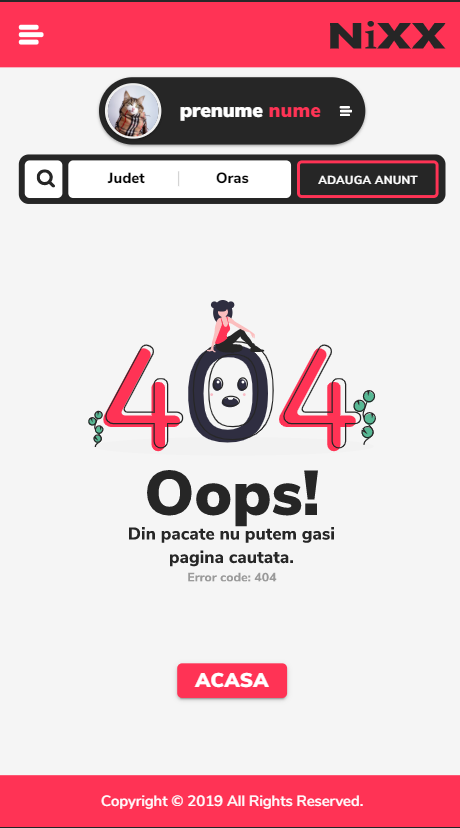 NiXX
prenume nume
Judet
Oras
ADAUGA ANUNT
404
Oops!
Din pacate nu putem gasi
pagina cautata.
Error code: 404
ACASA
Copyright © 2019 All Rights Reserved.